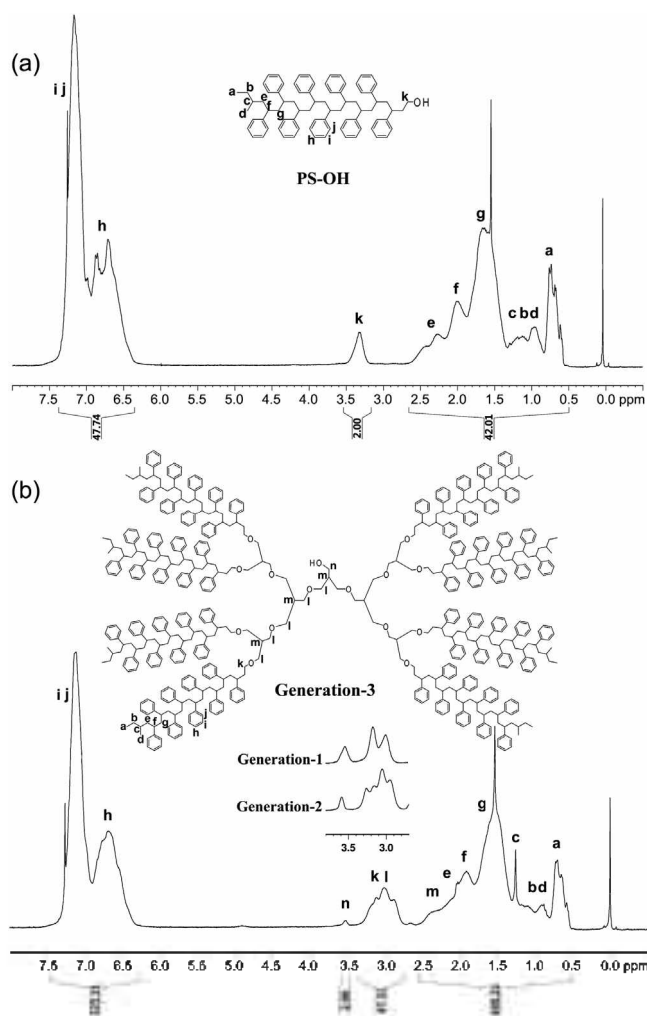 (a)
i j
a
b
c
d
e
f
g
h
i
j
k
OH
PS-OH
h
k
e
f
g
c
bd
a
7.5 7.0 6.5 6.0 5.5 5.0 4.5 4.0 3.5 3.0 2.5 2.0 1.5 1.0 0.5 0.0 ppm
47.74
2.00
42.01
(b)
HO
n
m
l
O
m
l
l
m
l
k
l
Generation-3
a
b
c
d
e
f
g
h
i
j
i j
h
Generation-1
Generation-2
3.5 3.0
n
k l
m
e
f
g
c
bd
a
7.5 7.0 6.5 6.0 5.5 5.0 4.5 4.0 3.5 3.0 2.5 2.0 1.5 1.0 0.5 0.0 ppm